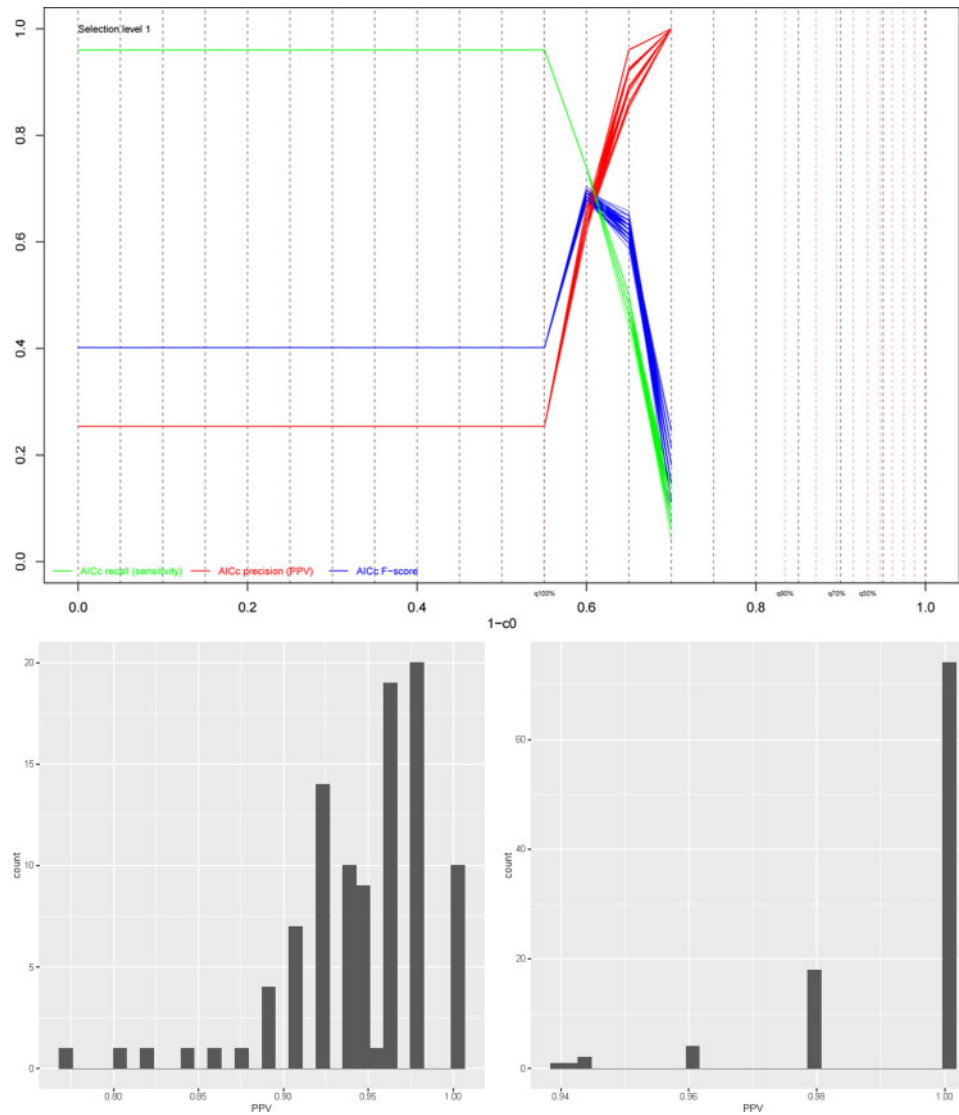 Selection level 1
1.0
0.8
0.6
0.4
0.2
0.0
AICc recall (sensitivity) AICc precision (PPV) AICc F-score
q100% q90% q70% q50%
0.0 0.2 0.4 0.6 0.8 1.0
1-c0
20
15
10
5
0
count
0.80 0.85 0.90 0.95 1.00
PPV
60
40
20
0
count
0.94 0.96 0.98 1.00
PPV